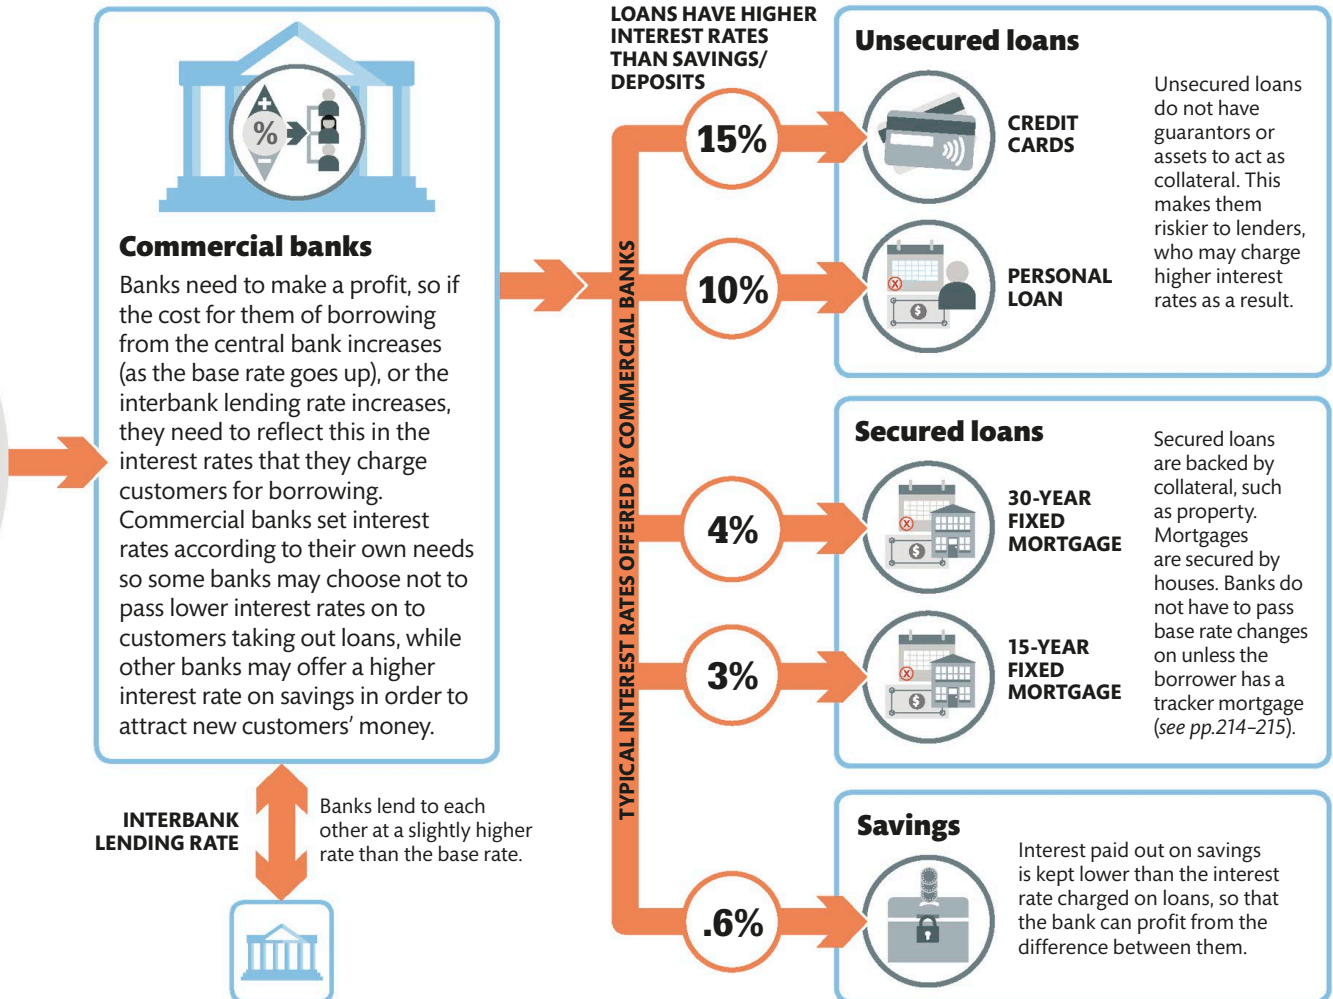 Commercial banks
Banks need to make a profit, so if
the cost for them of borrowing
from the central bank increases
(as the base rate goes up), or the
interbank lending rate increases,
they need to reflect this in the
interest rates that they charge
customers for borrowing.
Commercial banks set interest
rates according to their own needs
so some banks may choose not to
pass lower interest rates on to
customers taking out loans, while
other banks may offer a higher
interest rate on savings in order to
attract new customers’ money.
%
INTERBANK
LENDING RATE
Banks lend to each
other at a slightly higher
rate than the base rate.
LOANS HAVE HIGHER
INTEREST RATES
THAN SAVINGS/
DEPOSITS
TYPICAL INTEREST RATES OFFERED BY COMMERCIAL BANKS
15%
10%
4%
3%
.6%
Unsecured loans
CREDIT
CARDS
PERSONAL
LOAN
Unsecured loans
do not have
guarantors or
assets to act as
collateral. This
makes them
riskier to lenders,
who may charge
higher interest
rates as a result.
Secured loans
30-YEAR
FIXED
MORTGAGE
15-YEAR
FIXED
MORTGAGE
Secured loans
are backed by
collateral, such
as property.
Mortgages
are secured by
houses. Banks do
not have to pass
base rate changes
on unless the
borrower has a
tracker mortgage
(see pp.214–215).
Savings
Interest paid out on savings
is kept lower than the interest
rate charged on loans, so that
the bank can profit from the
difference between them.